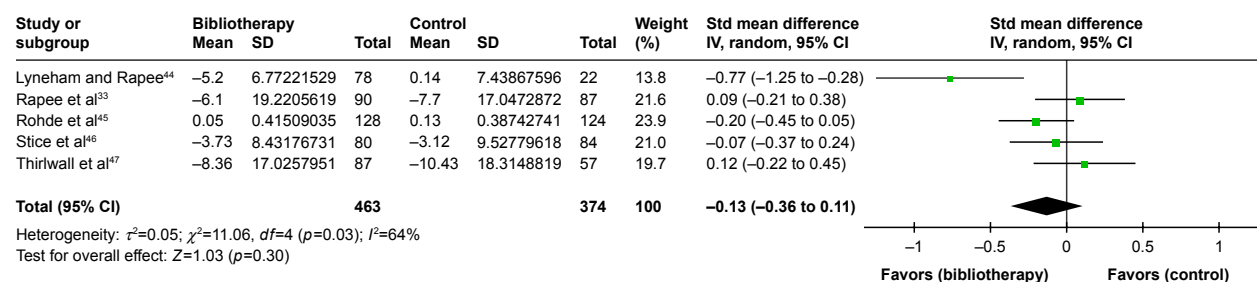 Study or Bibliotherapy Control Weight Std mean difference Std mean difference
subgroup Mean SD Total Mean SD Total (%) IV, random, 95% CI IV, random, 95% CI
Lyneham and Rapee⁴⁴ –5.2 6.77221529 78 0.14 7.43867596 22 13.8 –0.77 (–1.25 to –0.28)
Rapee et al³³ –6.1 19.2205619 90 –7.7 17.0472872 87 21.6 0.09 (–0.21 to 0.38)
Rohde et al⁴⁵ 0.05 0.41509035 128 0.13 0.38742741 124 23.9 –0.20 (–0.45 to 0.05)
Stice et al⁴⁶ –3.73 8.43176731 80 –3.12 9.52779618 84 21.0 –0.07 (–0.37 to 0.24)
Thirlwall et al⁴⁷ –8.36 17.0257951 87 –10.43 18.3148819 57 19.7 0.12 (–0.22 to 0.45)
Total (95% CI) 463 374 100 –0.13 (–0.36 to 0.11)
Heterogeneity: τ²=0.05; χ²=11.06, df=4 (p=0.03); I²=64%
Test for overall effect: Z=1.03 (p=0.30)
–1 –0.5 0 0.5 1
Favors (bibliotherapy) Favors (control)